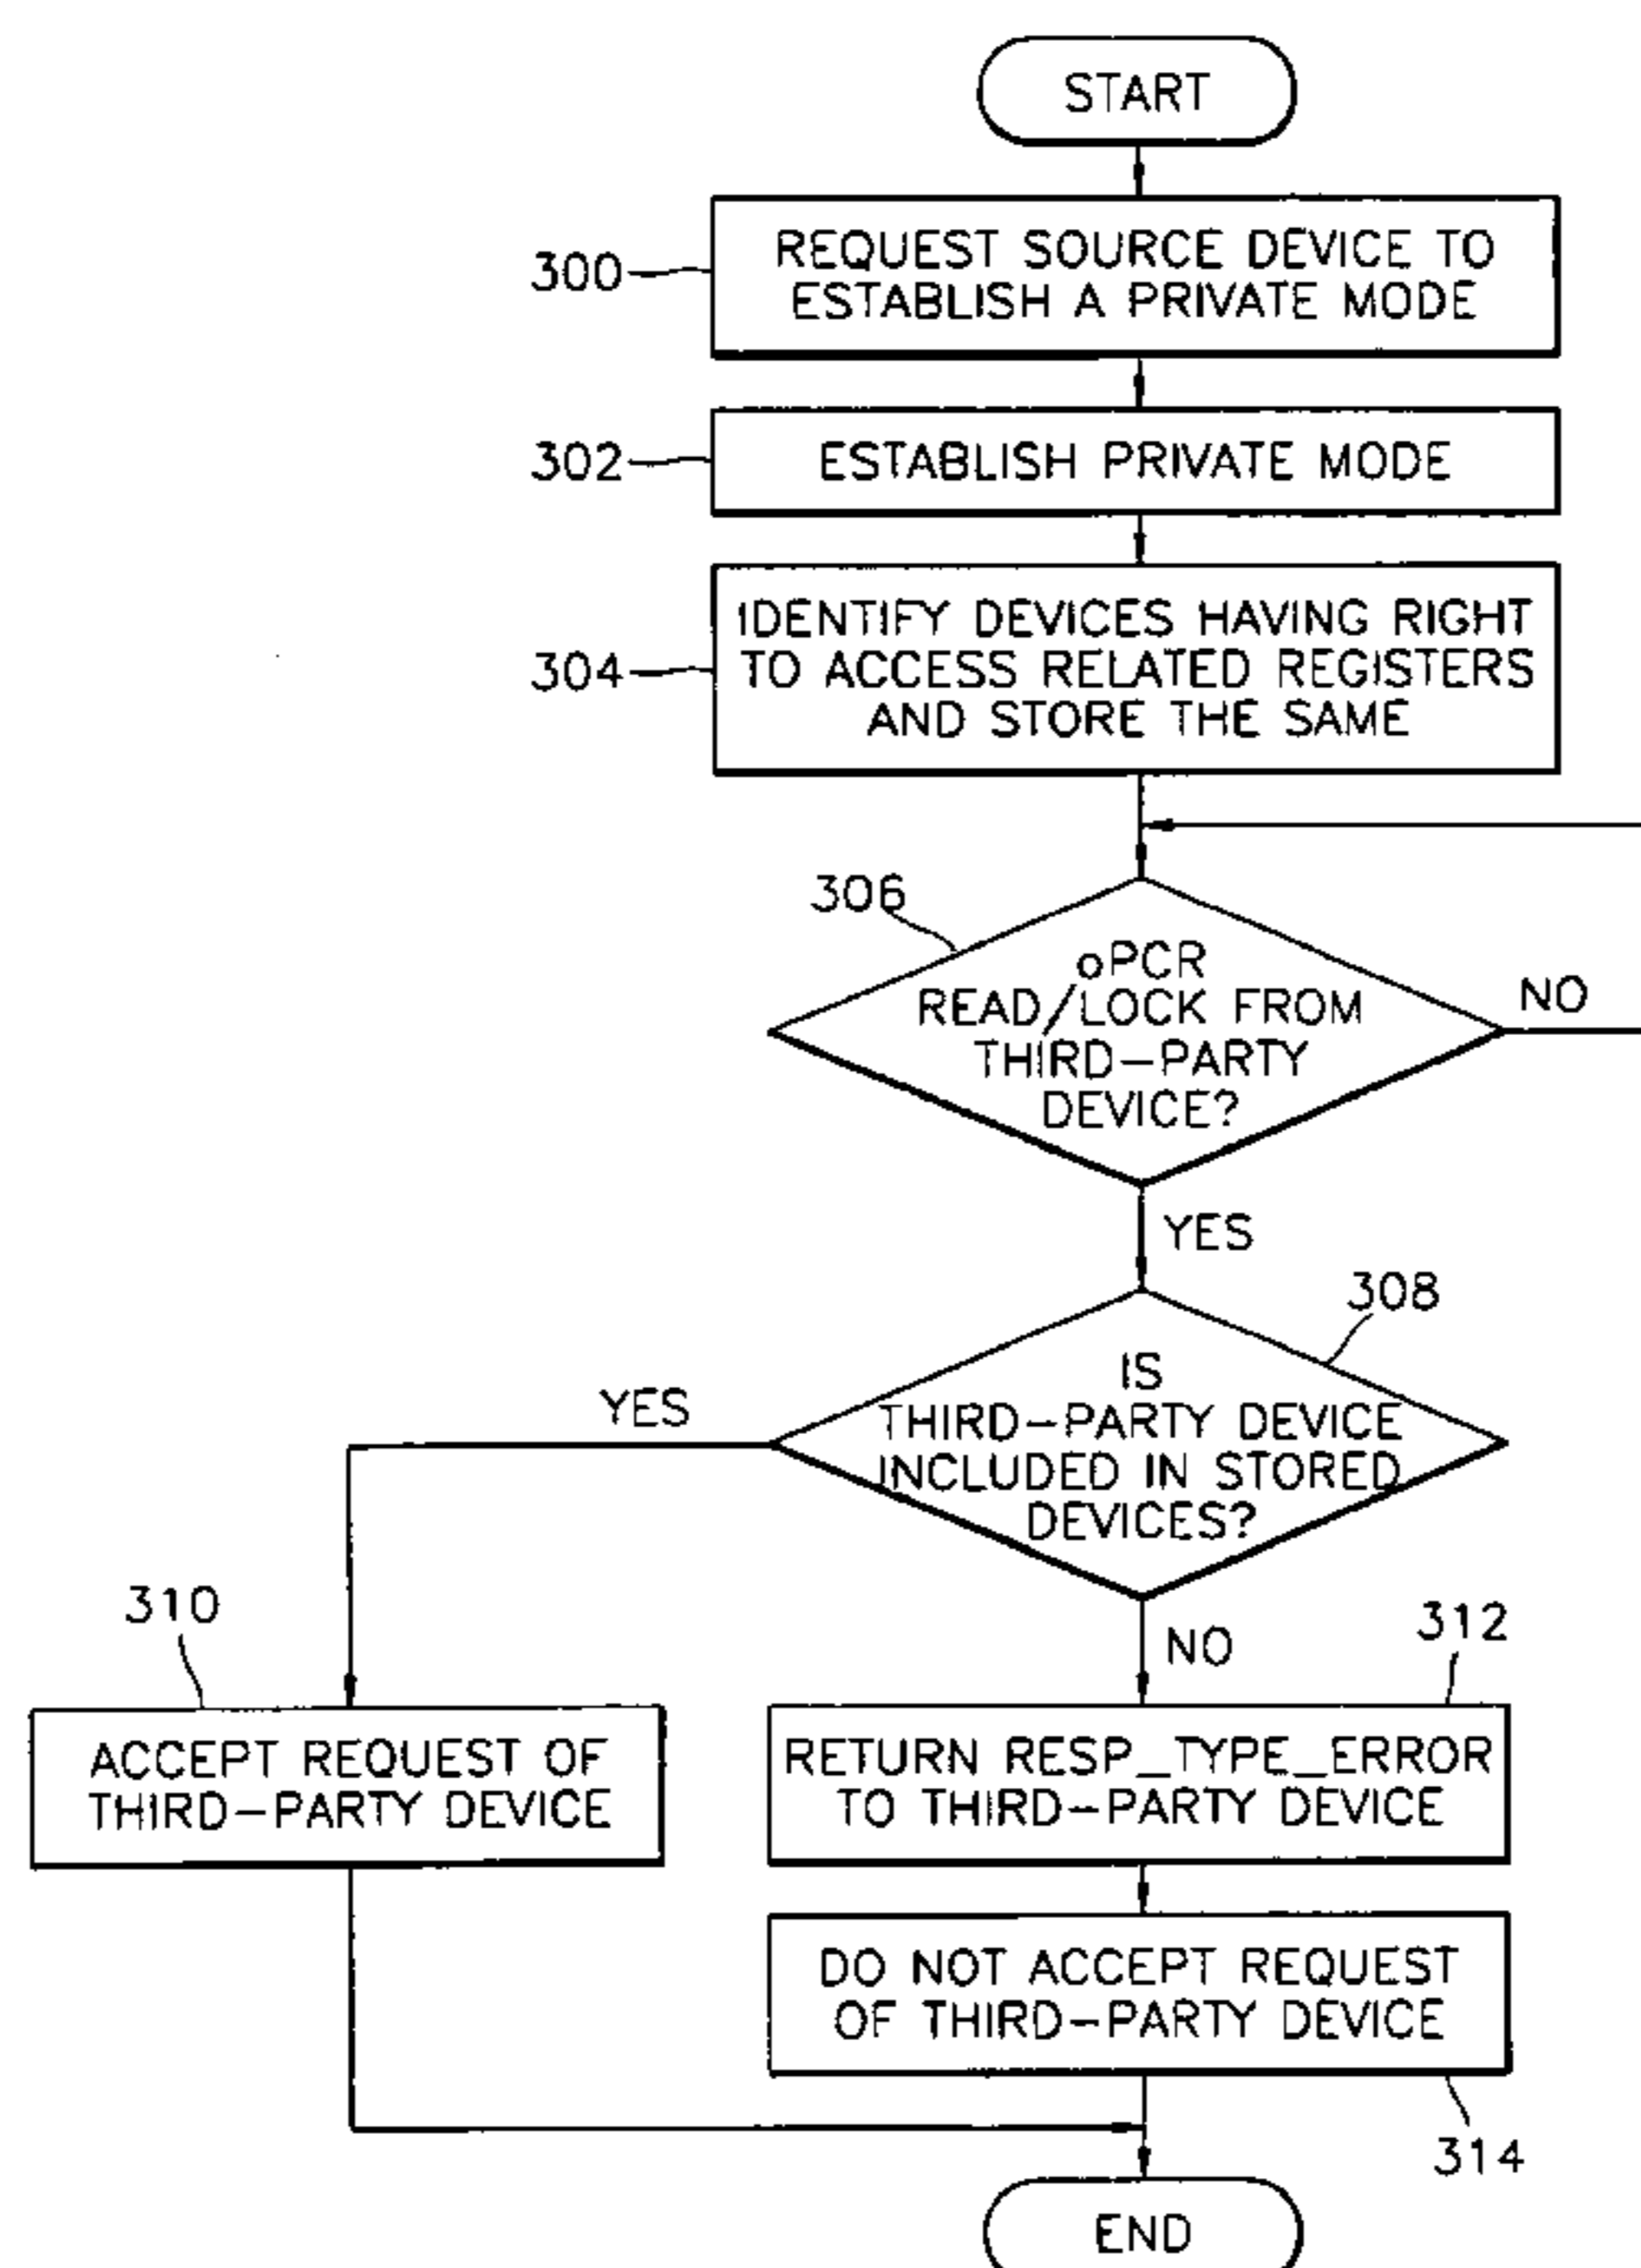 START
300
REQUEST SOURCE DEVICE TO
ESTABLISH A PRIVATE MODE
302
ESTABLISH PRIVATE MODE
304
IDENTIFY DEVICES HAVING RIGHT
TO ACCESS RELATED REGISTERS
AND STORE THE SAME
306
oPCR
READ/LOCK FROM
THIRD-PARTY
DEVICE?
NO
YES
308
IS
THIRD-PARTY DEVICE
INCLUDED IN STORED
DEVICES?
YES
NO
310
ACCEPT REQUEST OF
THIRD-PARTY DEVICE
312
RETURN RESP_TYPE_ERROR
TO THIRD-PARTY DEVICE
DO NOT ACCEPT REQUEST
OF THIRD-PARTY DEVICE
314
END